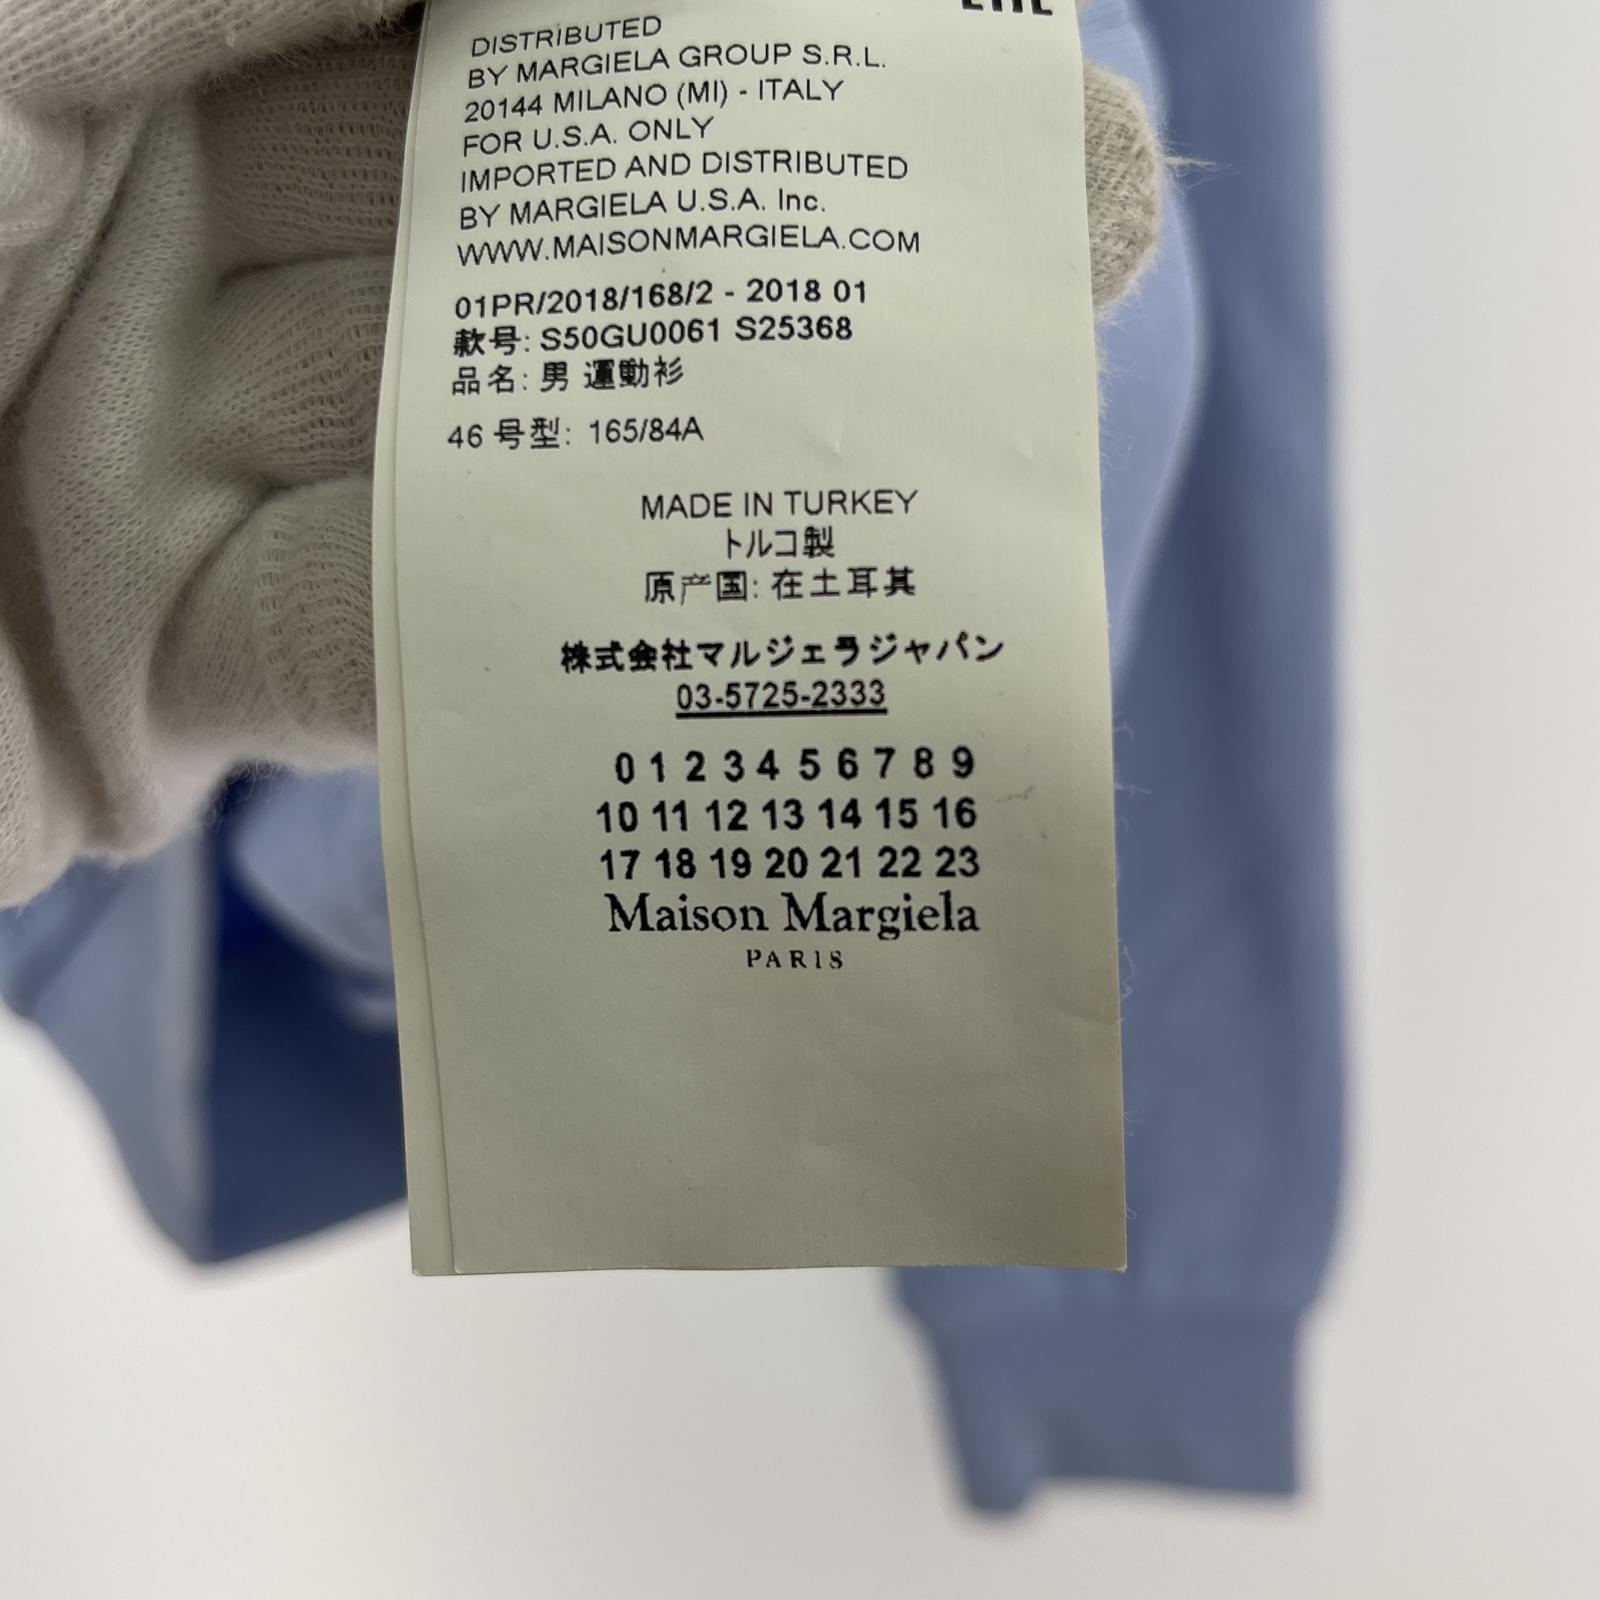 DISTRIBUTED
BY MARGIELA GROUP S.R.L.
20144 MILANO (MI) - ITALY
FOR U.S.A. ONLY
IMPORTED AND DISTRIBUTED
BY MARGIELA U.S.A. Inc.
WWW.MAISONMARGIELA.COM
01PR/2018/168/2 - 2018 01
款号: S50GU0061 S25368
品名: 男 運動衫
46 号型: 165/84A
MADE IN TURKEY
トルコ製
原产国: 在土耳其
株式会社マルジェラジャパン
03-5725-2333
0 1 2 3 4 5 6 7 8 9
10 11 12 13 14 15 16
17 18 19 20 21 22 23
Maison Margiela
PARIS